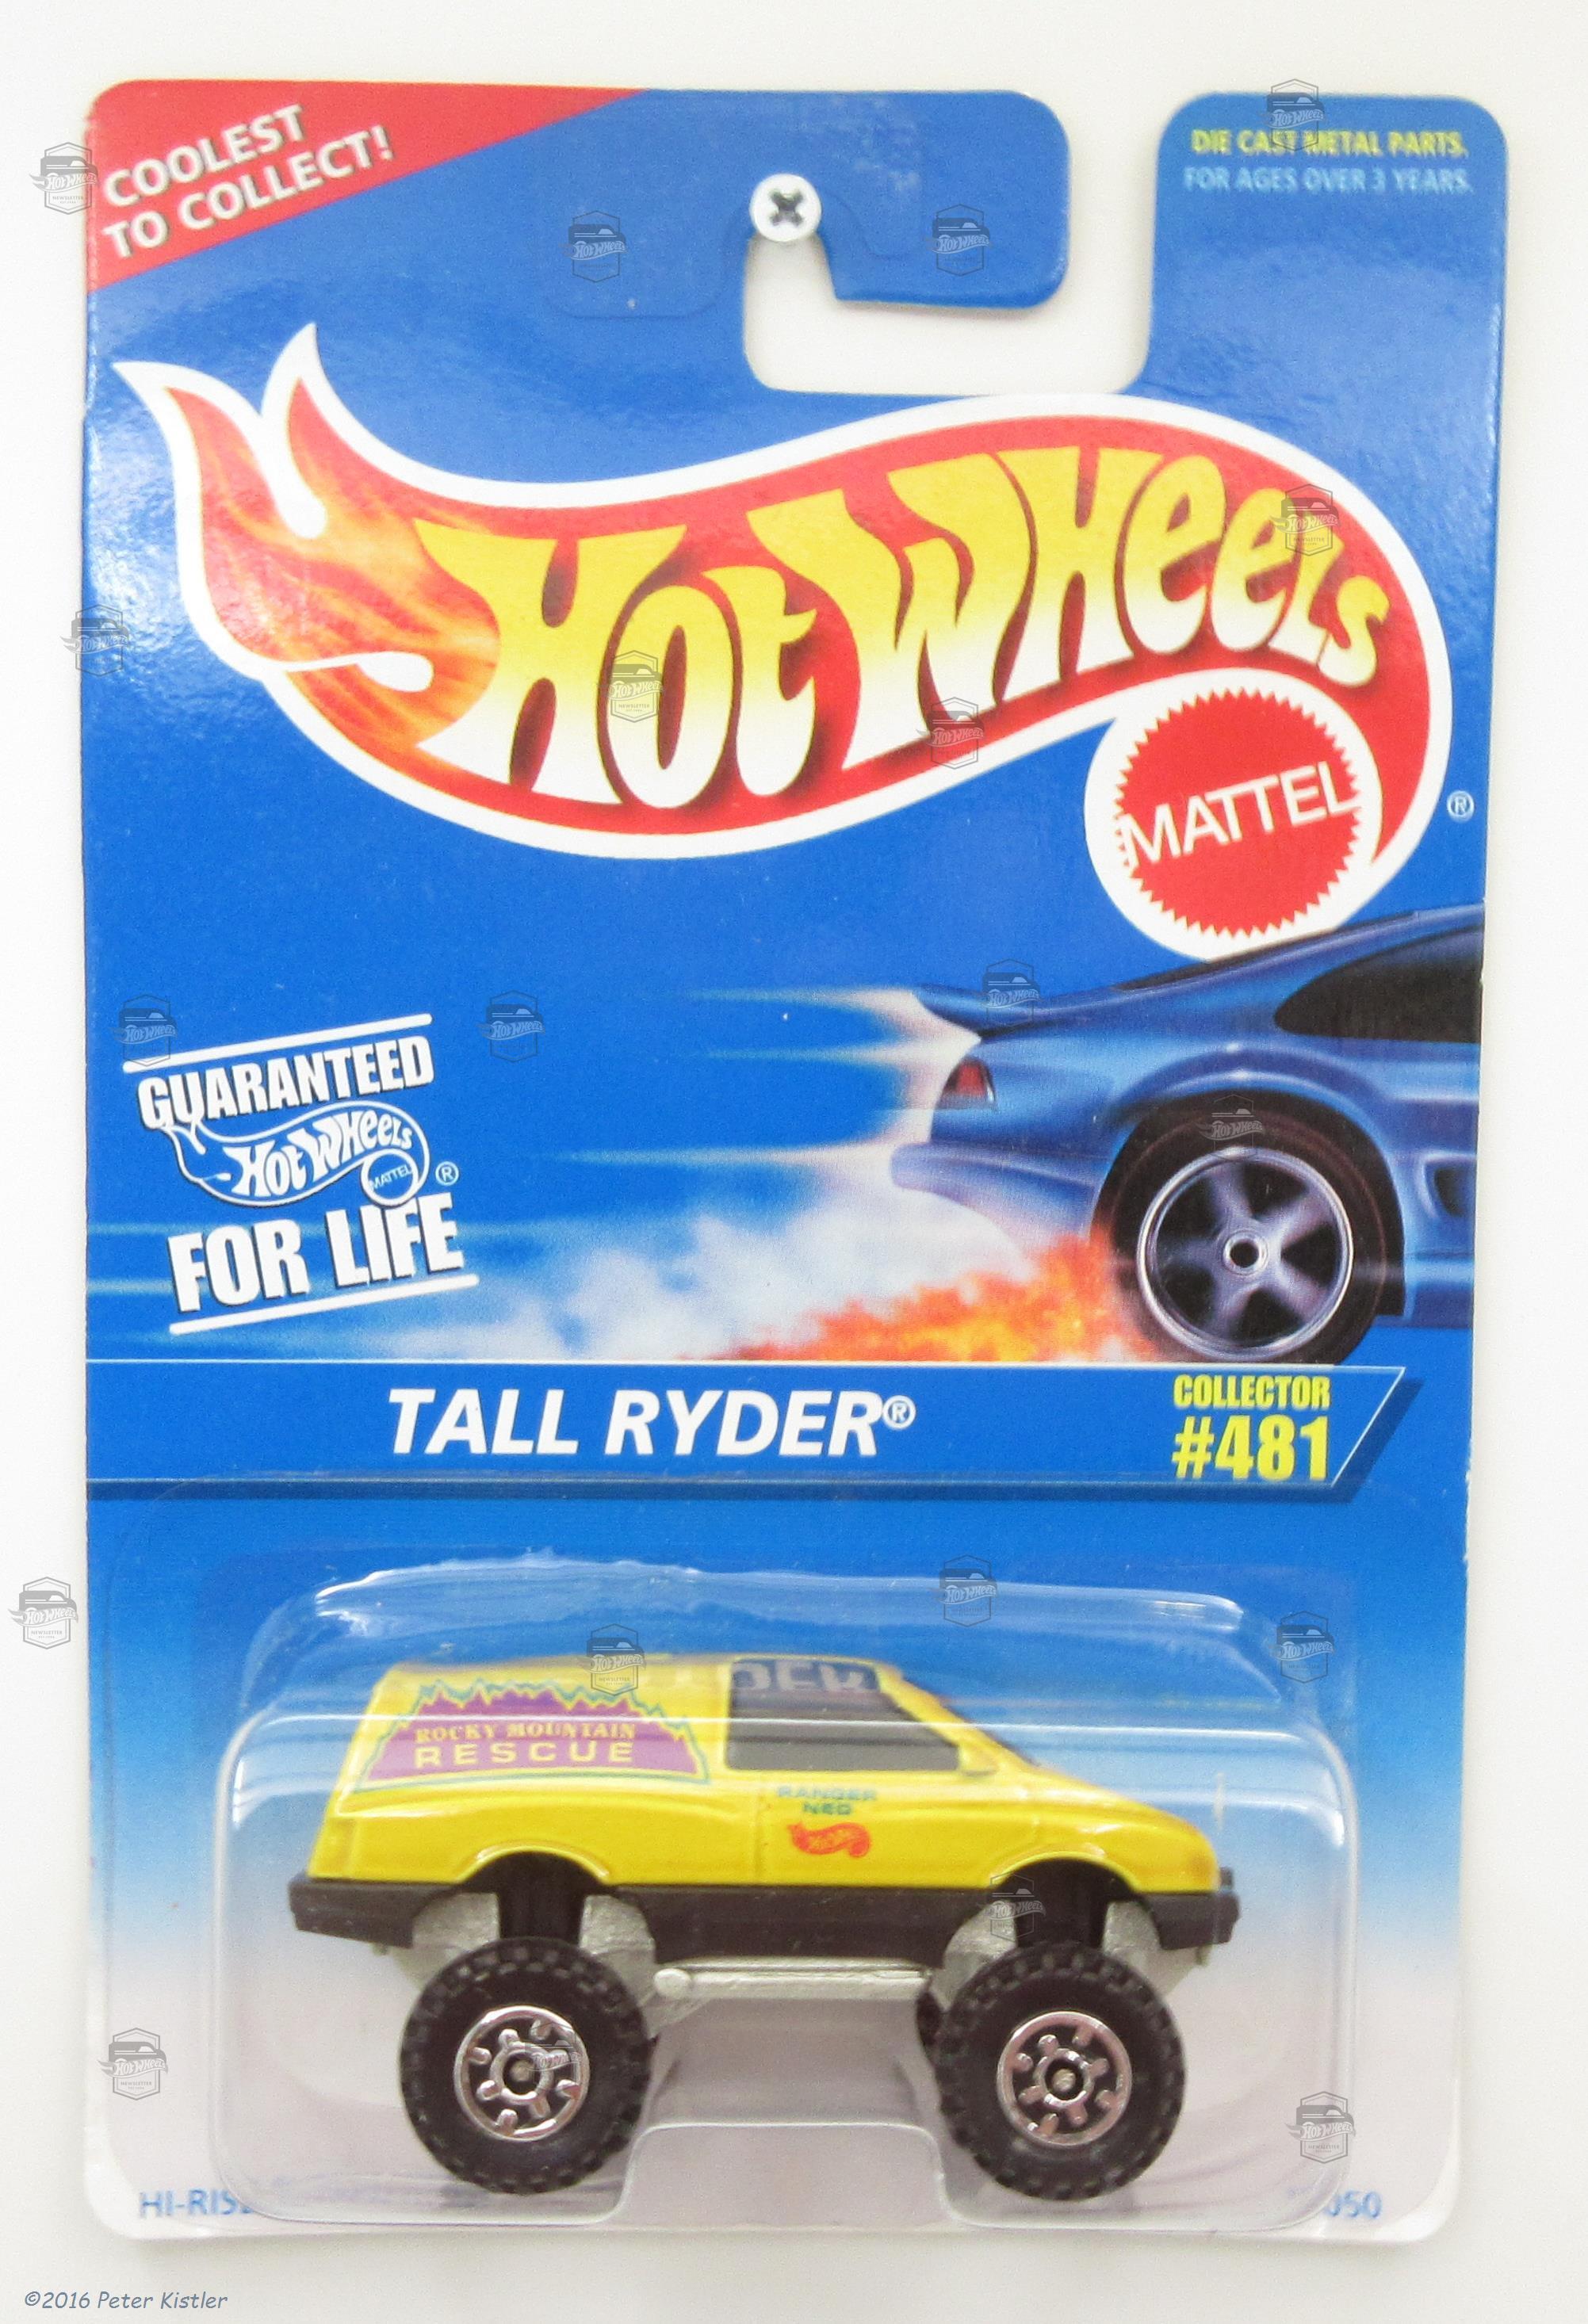 COOLEST
TO COLLECT!
DIE CAST METAL PARTS.
FOR AGES OVER 3 YEARS.
Hot Wheels
MATTEL
®
GUARANTEED
Hot Wheels
MATTEL
®
FOR LIFE
TALL RYDER®
COLLECTOR
#481
ROCKY MOUNTAIN
RESCUE
RANGER
NED
©2016 Peter Kistler